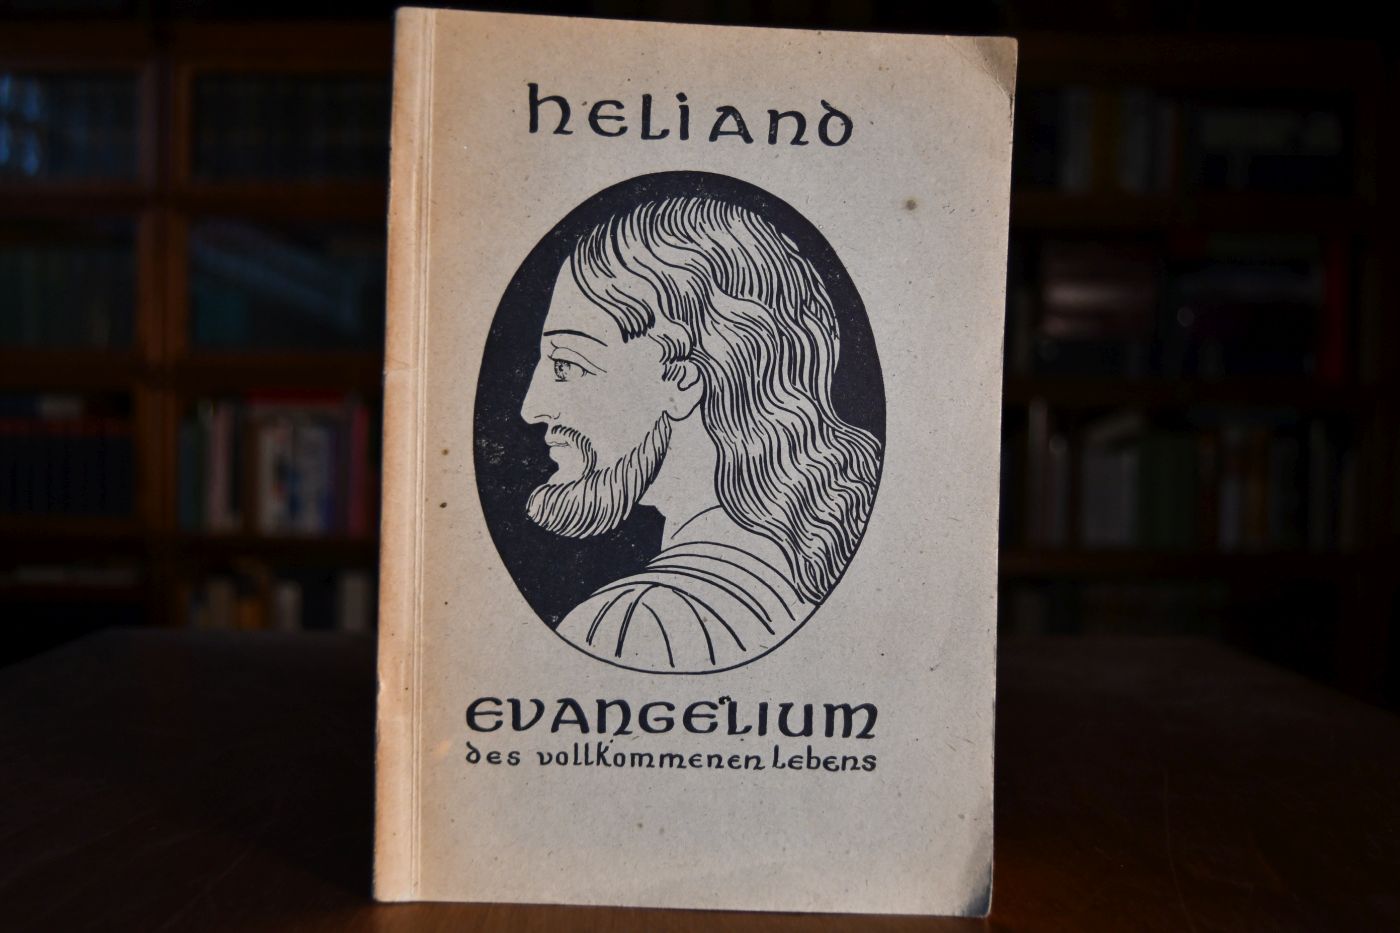 heliand
EVANGELIUM
des vollkommenen Lebens